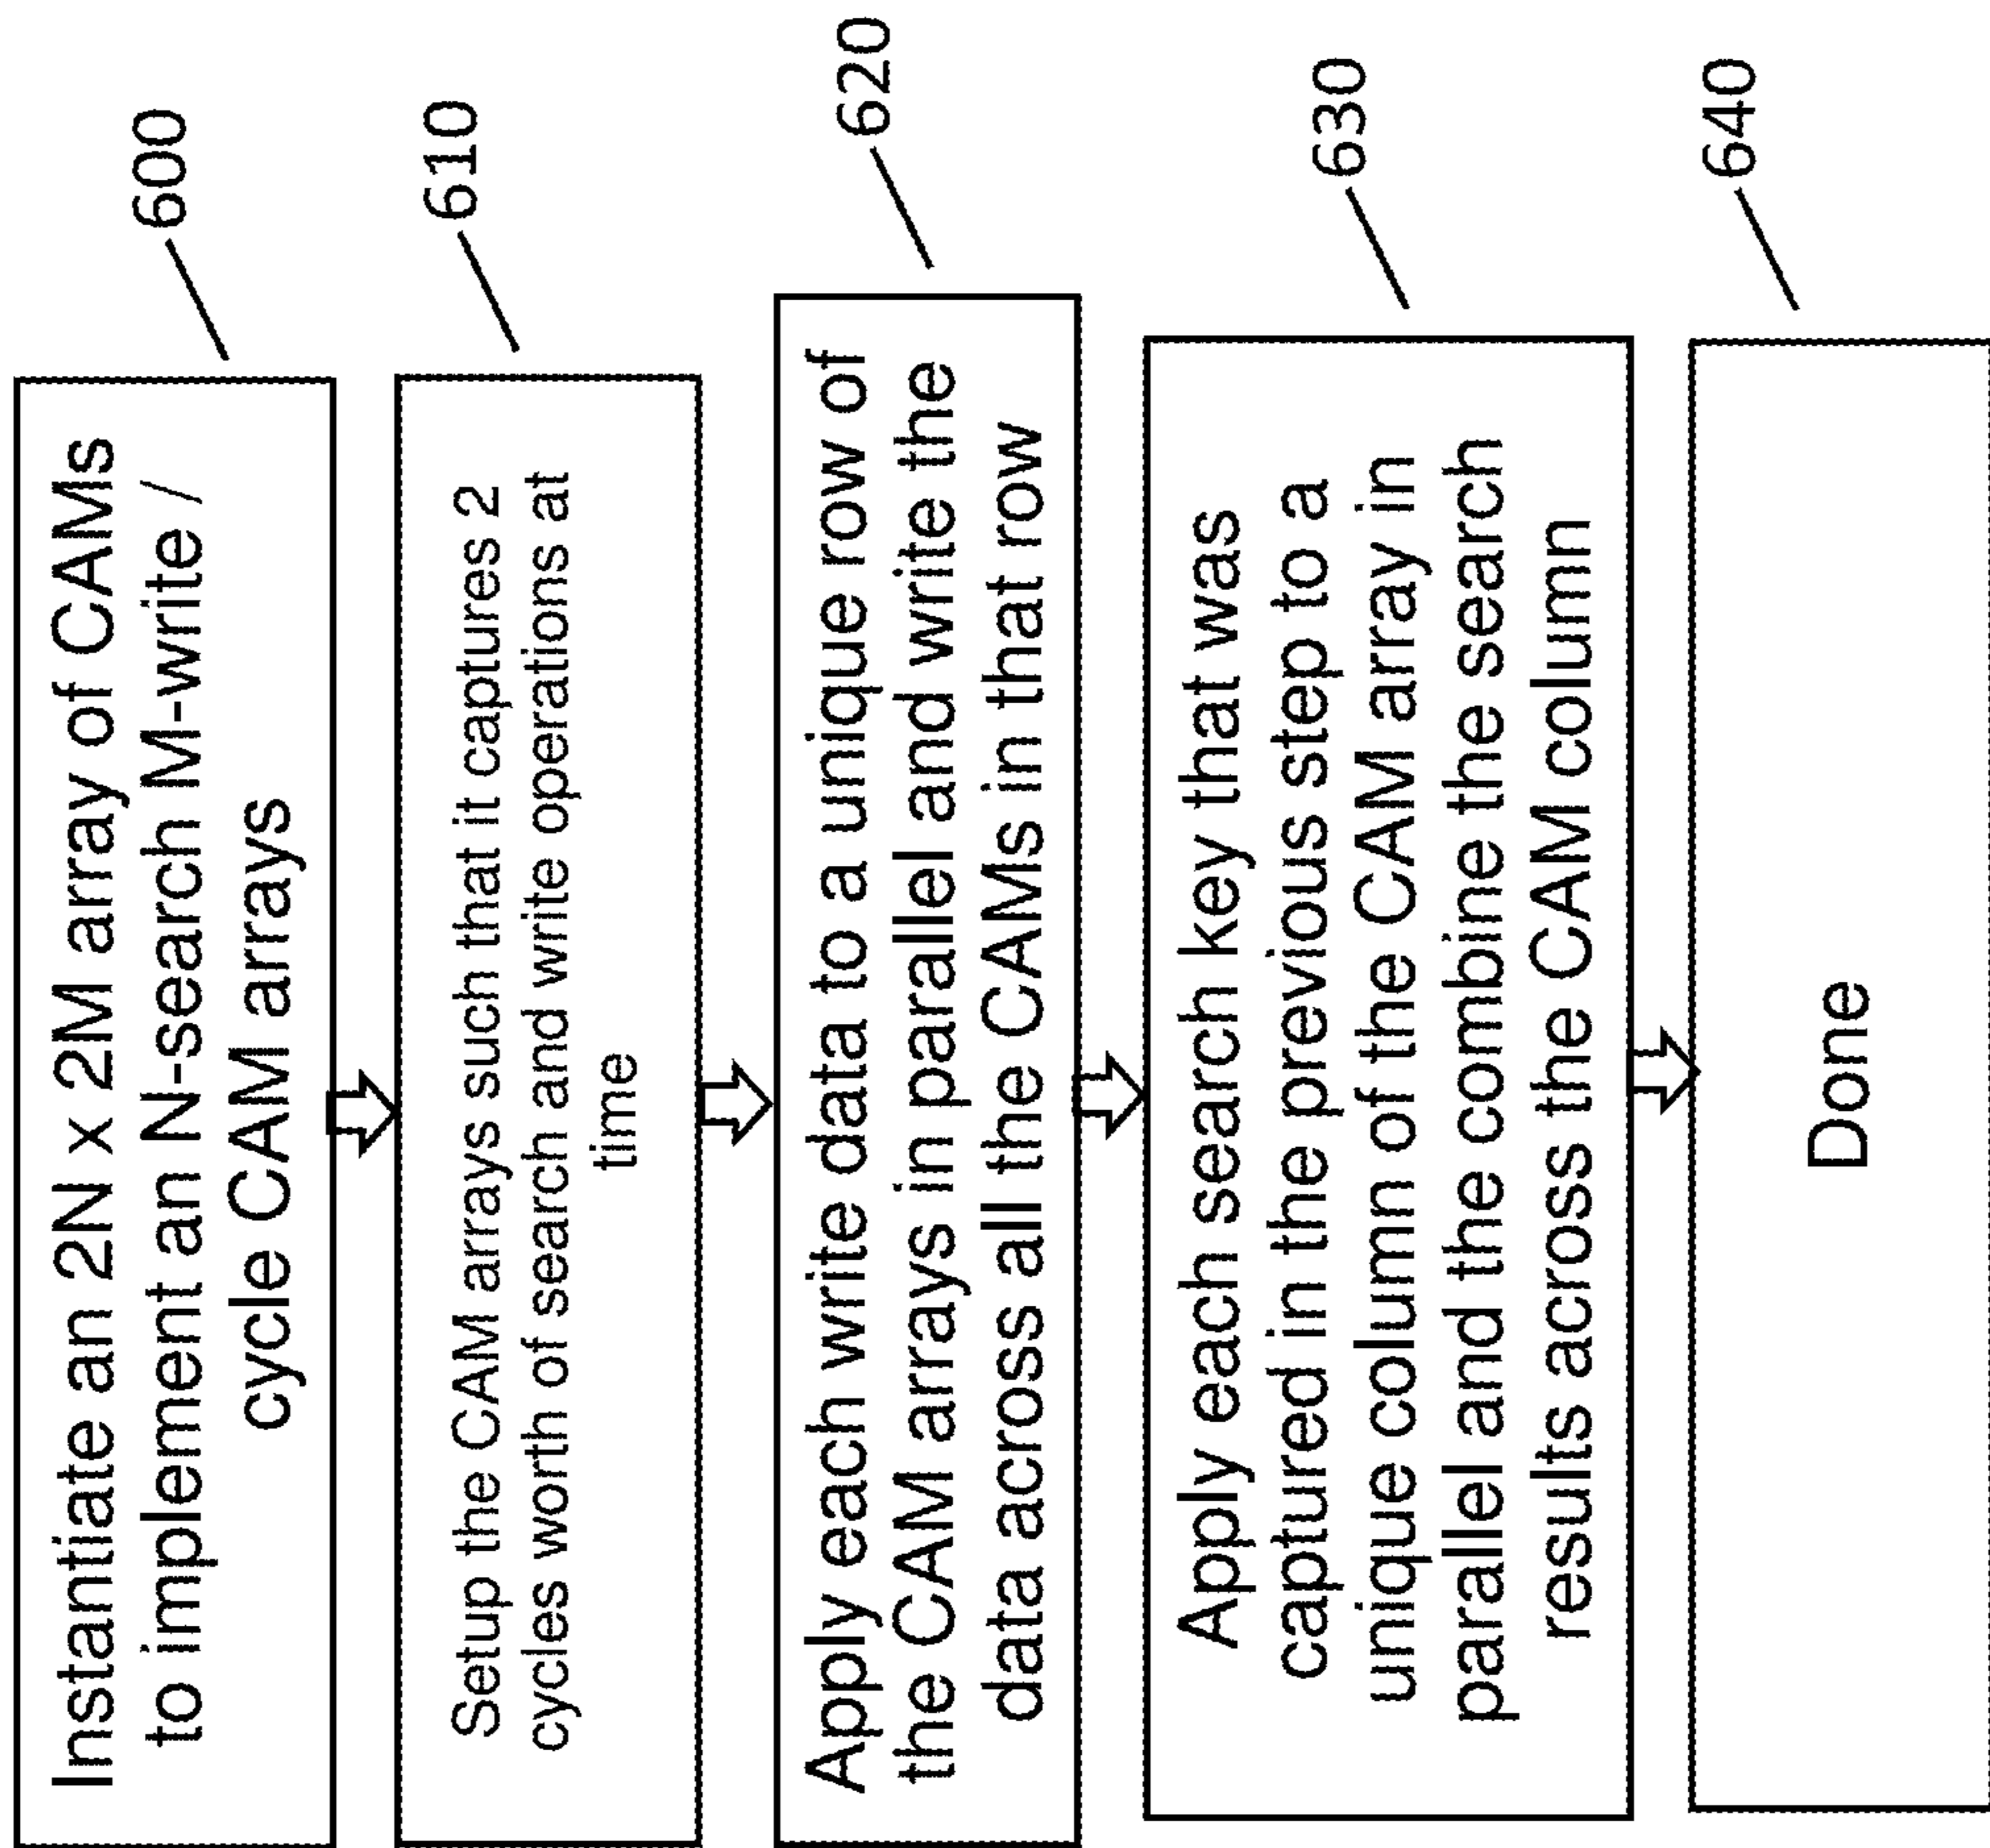 Instantiate an 2N x 2M array of CAMs
to implement an N-search M-write /
cycle CAM arrays
600
Setup the CAM arrays such that it captures 2
cycles worth of search and write operations at
time
610
Apply each write data to a unique row of
the CAM arrays in parallel and write the
data across all the CAMs in that row
620
Apply each search key that was
captured in the previous step to a
unique column of the CAM array in
parallel and the combine the search
results across the CAM column
630
Done
640